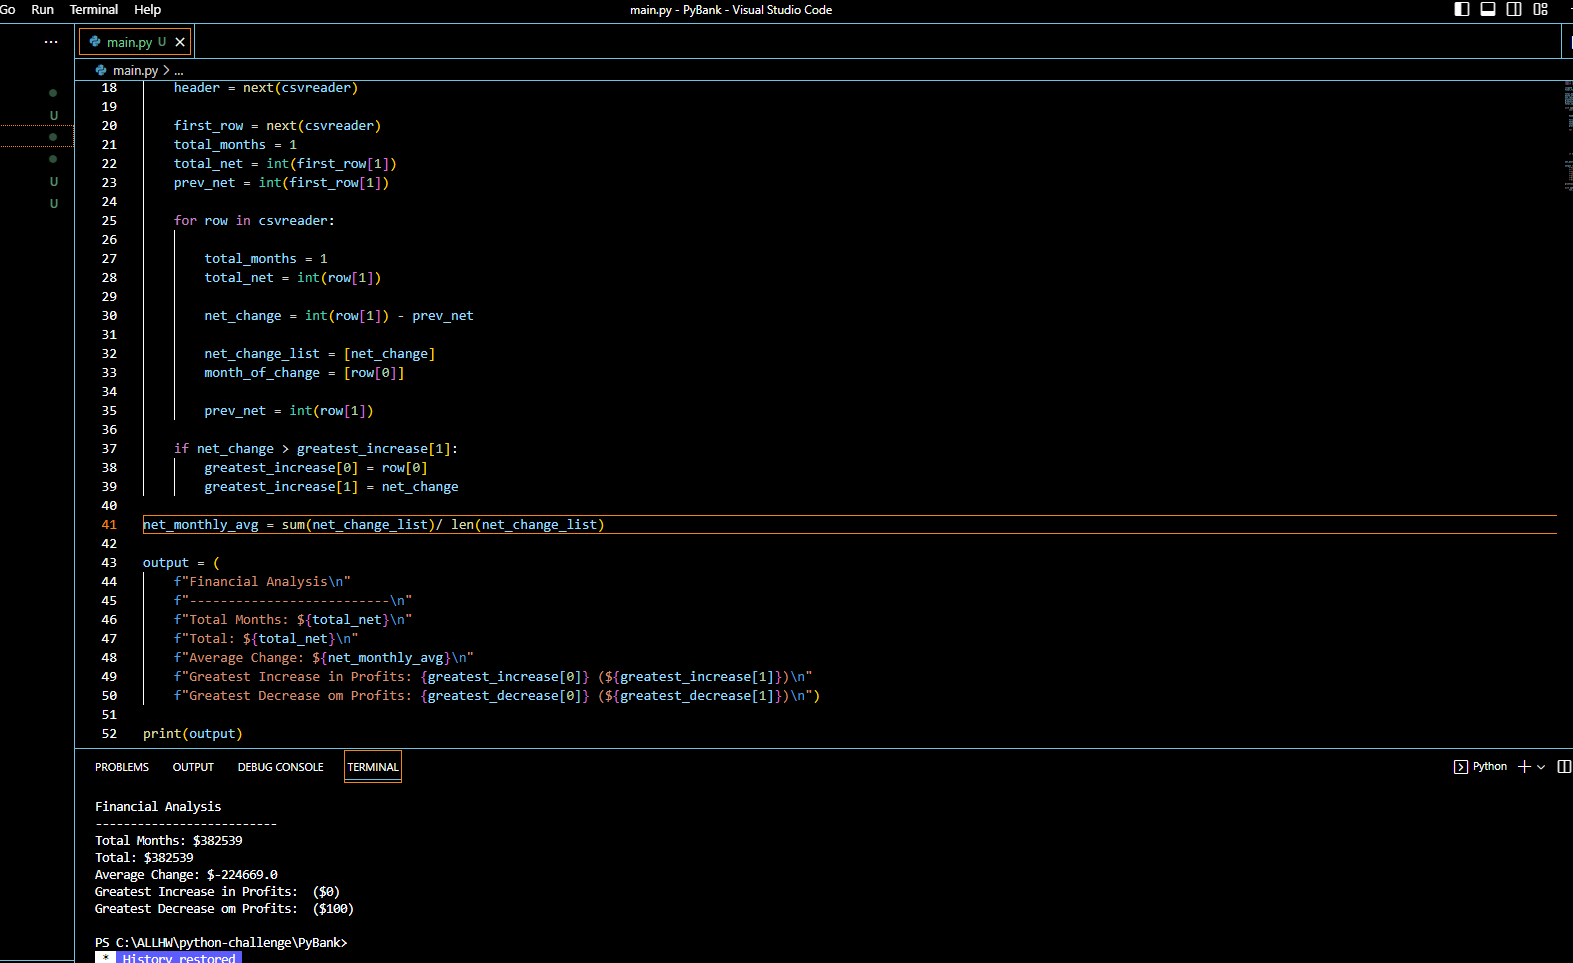 Go Run Terminal Help main.py - PyBank - Visual Studio Code
... main.py U ×
main.py > ...
U
U
U
18 header = next(csvreader)
19
20 first_row = next(csvreader)
21 total_months = 1
22 total_net = int(first_row[1])
23 prev_net = int(first_row[1])
24
25 for row in csvreader:
26
27 total_months = 1
28 total_net = int(row[1])
29
30 net_change = int(row[1]) - prev_net
31
32 net_change_list = [net_change]
33 month_of_change = [row[0]]
34
35 prev_net = int(row[1])
36
37 if net_change > greatest_increase[1]:
38 greatest_increase[0] = row[0]
39 greatest_increase[1] = net_change
40
41 net_monthly_avg = sum(net_change_list)/ len(net_change_list)
42
43 output = (
44 f"Financial Analysis\n"
45 f"--------------------------\n"
46 f"Total Months: ${total_net}\n"
47 f"Total: ${total_net}\n"
48 f"Average Change: ${net_monthly_avg}\n"
49 f"Greatest Increase in Profits: {greatest_increase[0]} (${greatest_increase[1]})\n"
50 f"Greatest Decrease om Profits: {greatest_decrease[0]} (${greatest_decrease[1]})\n")
51
52 print(output)
PROBLEMS OUTPUT DEBUG CONSOLE TERMINAL Python
Financial Analysis
--------------------------
Total Months: $382539
Total: $382539
Average Change: $-224669.0
Greatest Increase in Profits: ($0)
Greatest Decrease om Profits: ($100)
PS C:\ALLHW\python-challenge\PyBank>
* History restored